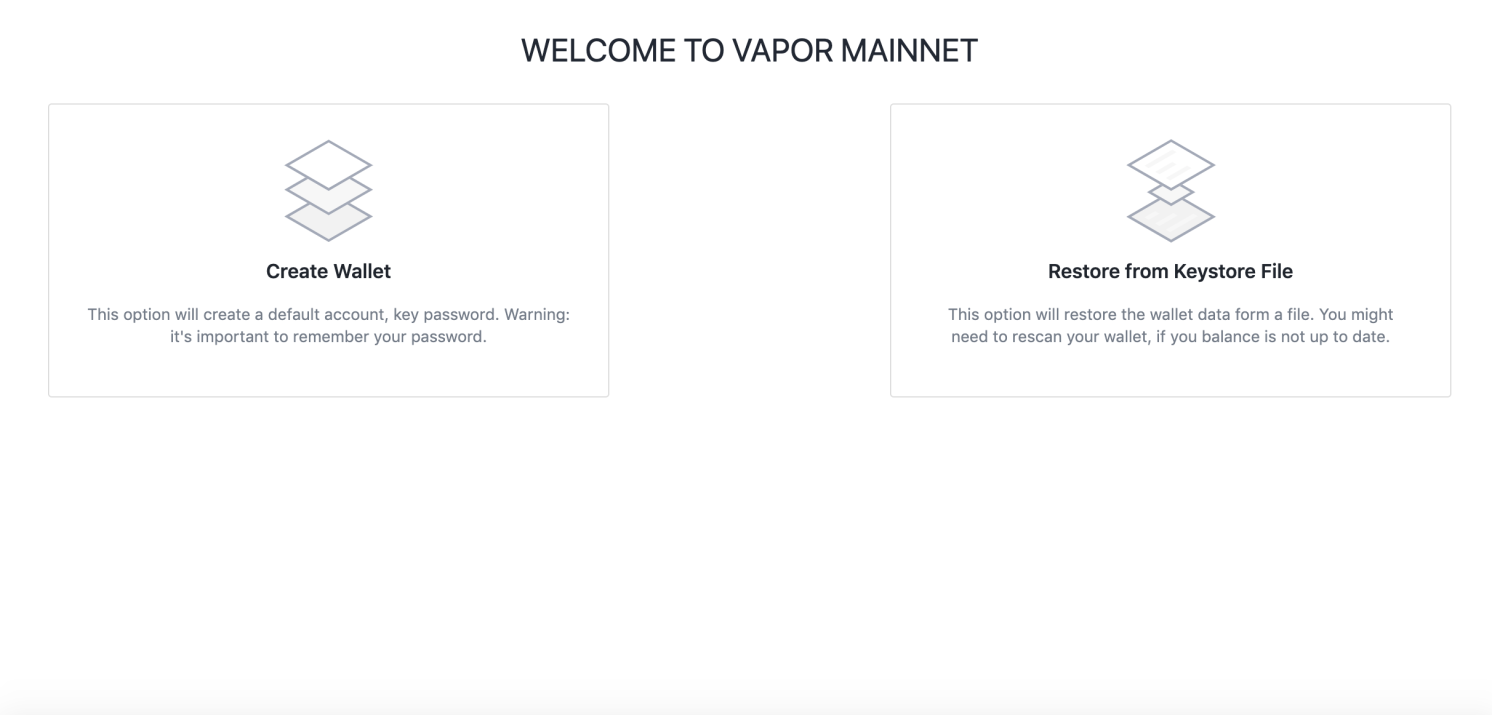 WELCOME TO VAPOR MAINNET
Create Wallet
This option will create a default account, key password. Warning:
it's important to remember your password.
Restore from Keystore File
This option will restore the wallet data form a file. You might
need to rescan your wallet, if you balance is not up to date.